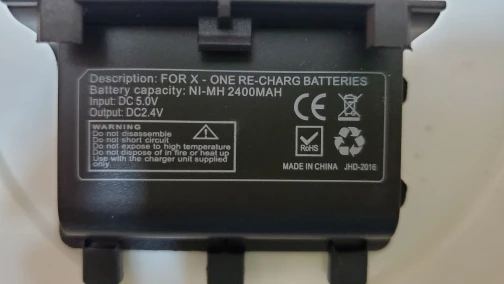 Description: FOR X - ONE RE-CHARG BATTERIES
Battery capacity: NI-MH 2400MAH
Input: DC 5.0V
Output: DC2.4V
WARNING
Do not disassemble
Do not short circuit
Do not expose to high temperature
Do not dispose of in fire or heat up
Use with the charger unit supplied
only.
CE
RoHS
MADE IN CHINA JHD-2016